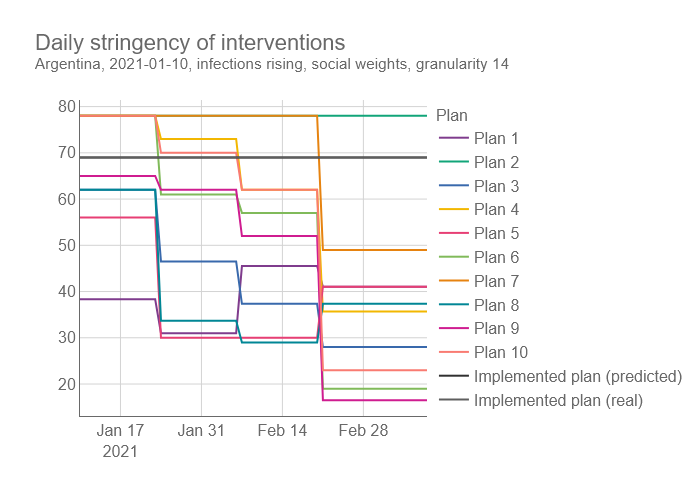 Daily stringency of interventions
Argentina, 2021-01-10, infections rising, social weights, granularity 14
80
70
60
50
40
30
20
Jan 17
2021
Jan 31
Feb 14
Feb 28
Plan
Plan 1
Plan 2
Plan 3
Plan 4
Plan 5
Plan 6
Plan 7
Plan 8
Plan 9
Plan 10
Implemented plan (predicted)
Implemented plan (real)